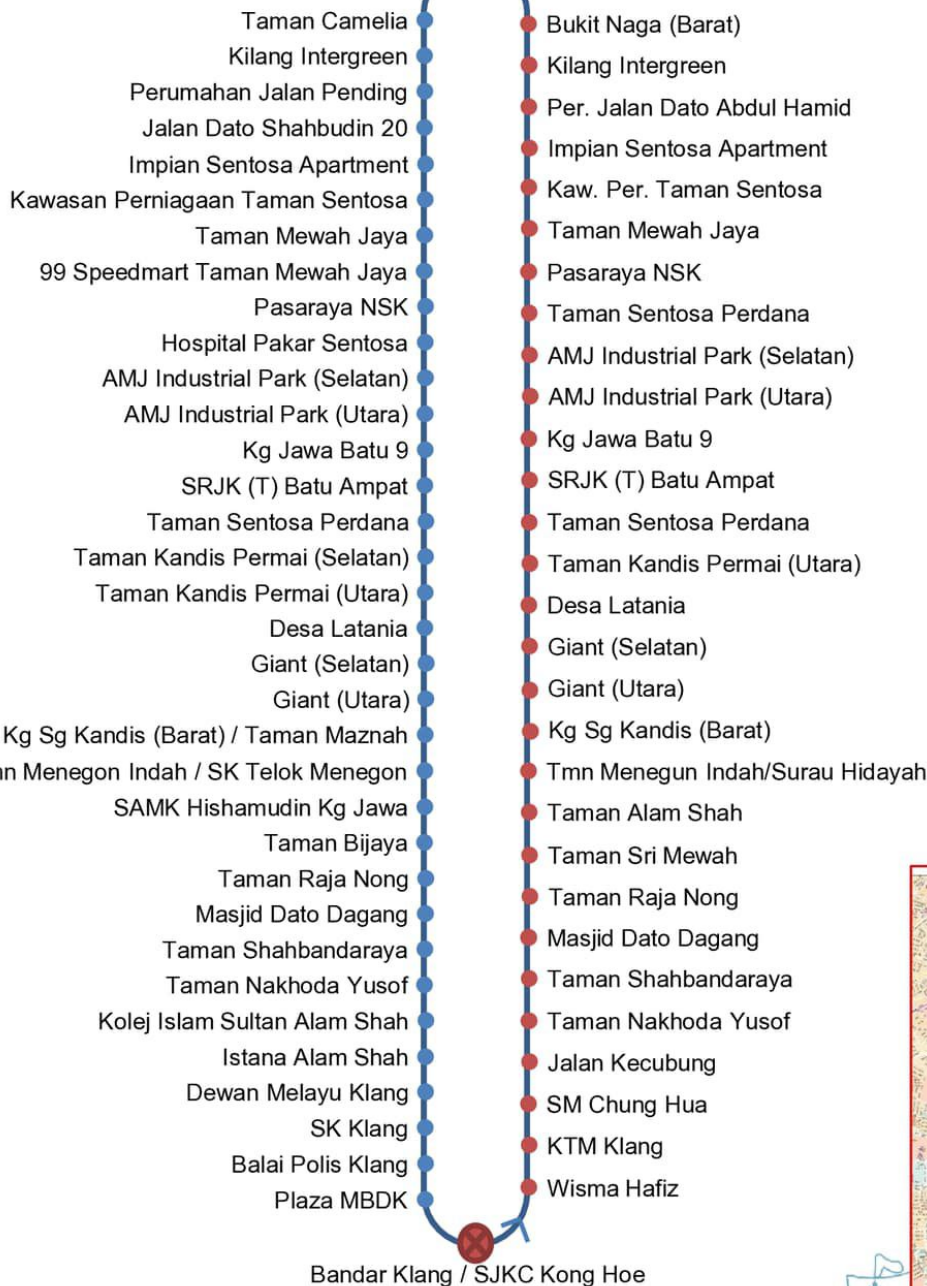 Taman Camelia
Kilang Intergreen
Perumahan Jalan Pending
Jalan Dato Shahbudin 20
Impian Sentosa Apartment
Kawasan Perniagaan Taman Sentosa
Taman Mewah Jaya
99 Speedmart Taman Mewah Jaya
Pasaraya NSK
Hospital Pakar Sentosa
AMJ Industrial Park (Selatan)
AMJ Industrial Park (Utara)
Kg Jawa Batu 9
SRJK (T) Batu Ampat
Taman Sentosa Perdana
Taman Kandis Permai (Selatan)
Taman Kandis Permai (Utara)
Desa Latania
Giant (Selatan)
Giant (Utara)
Kg Sg Kandis (Barat) / Taman Maznah
Menegon Indah / SK Telok Menegon
SAMK Hishamudin Kg Jawa
Taman Bijaya
Taman Raja Nong
Masjid Dato Dagang
Taman Shahbandaraya
Taman Nakhoda Yusof
Kolej Islam Sultan Alam Shah
Istana Alam Shah
Dewan Melayu Klang
SK Klang
Balai Polis Klang
Plaza MBDK
Bukit Naga (Barat)
Kilang Intergreen
Per. Jalan Dato Abdul Hamid
Impian Sentosa Apartment
Kaw. Per. Taman Sentosa
Taman Mewah Jaya
Pasaraya NSK
Taman Sentosa Perdana
AMJ Industrial Park (Selatan)
AMJ Industrial Park (Utara)
Kg Jawa Batu 9
SRJK (T) Batu Ampat
Taman Sentosa Perdana
Taman Kandis Permai (Utara)
Desa Latania
Giant (Selatan)
Giant (Utara)
Kg Sg Kandis (Barat)
Tmn Menegun Indah/Surau Hidayah
Taman Alam Shah
Taman Sri Mewah
Taman Raja Nong
Masjid Dato Dagang
Taman Shahbandaraya
Taman Nakhoda Yusof
Jalan Kecubung
SM Chung Hua
KTM Klang
Wisma Hafiz
Bandar Klang / SJKC Kong Hoe